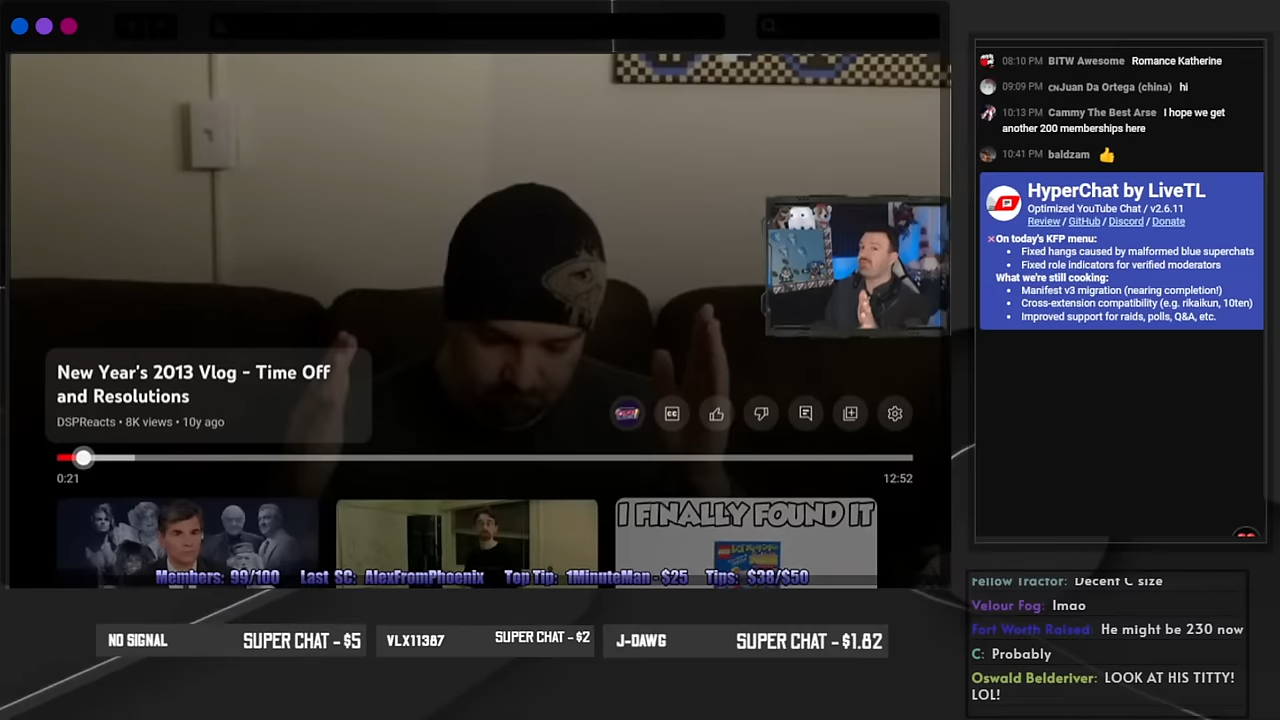 08:10 PM BITW Awesome Romance Katherine
09:09 PM CNJuan Da Ortega (china) hi
10:13 PM Cammy The Best Arse I hope we get
another 200 memberships here
10:41 PM baldzam 👍
HyperChat by LiveTL
Optimized YouTube Chat / v2.6.11
Review / GitHub / Discord / Donate
×On today's KFP menu:
• Fixed hangs caused by malformed blue superchats
• Fixed role indicators for verified moderators
What we're still cooking:
• Manifest v3 migration (nearing completion!)
• Cross-extension compatibility (e.g. rikaikun, 10ten)
• Improved support for raids, polls, Q&A, etc.
New Year's 2013 Vlog - Time Off
and Resolutions
DSPReacts • 8K views • 10y ago
CC
0:21
12:52
I FINALLY FOUND IT
Members: 99/100 Last SC: AlexFromPhoenix Top Tip: 1MinuteMan - $25 Tips: $38/$50
NO SIGNAL SUPER CHAT - $5
VLX11387 SUPER CHAT - $2
J-DAWG SUPER CHAT - $1.82
Fellow Tractor: Decent C size
Velour Fog: lmao
Fort Worth Raised: He might be 230 now
C: Probably
Oswald Belderiver: LOOK AT HIS TITTY!
LOL!